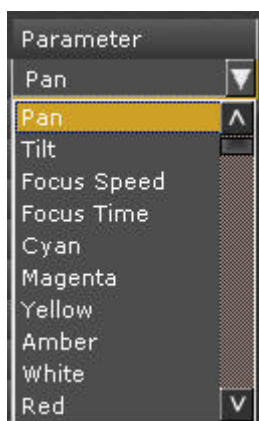 Parameter
Pan
Pan
Tilt
Focus Speed
Focus Time
Cyan
Magenta
Yellow
Amber
White
Red